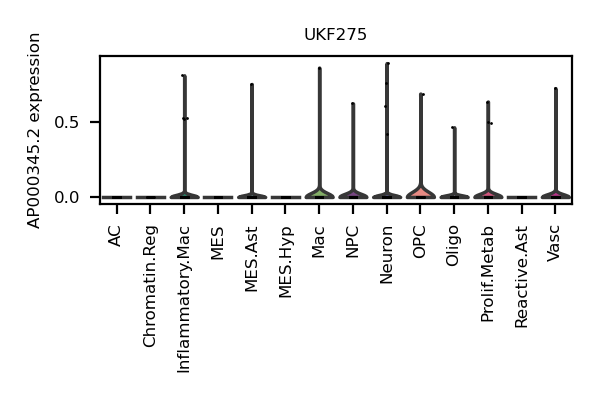 UKF275
AP000345.2 expression
0.5
0.0
AC
Chromatin.Reg
Inflammatory.Mac
MES
MES.Ast
MES.Hyp
Mac
NPC
Neuron
OPC
Oligo
Prolif.Metab
Reactive.Ast
Vasc